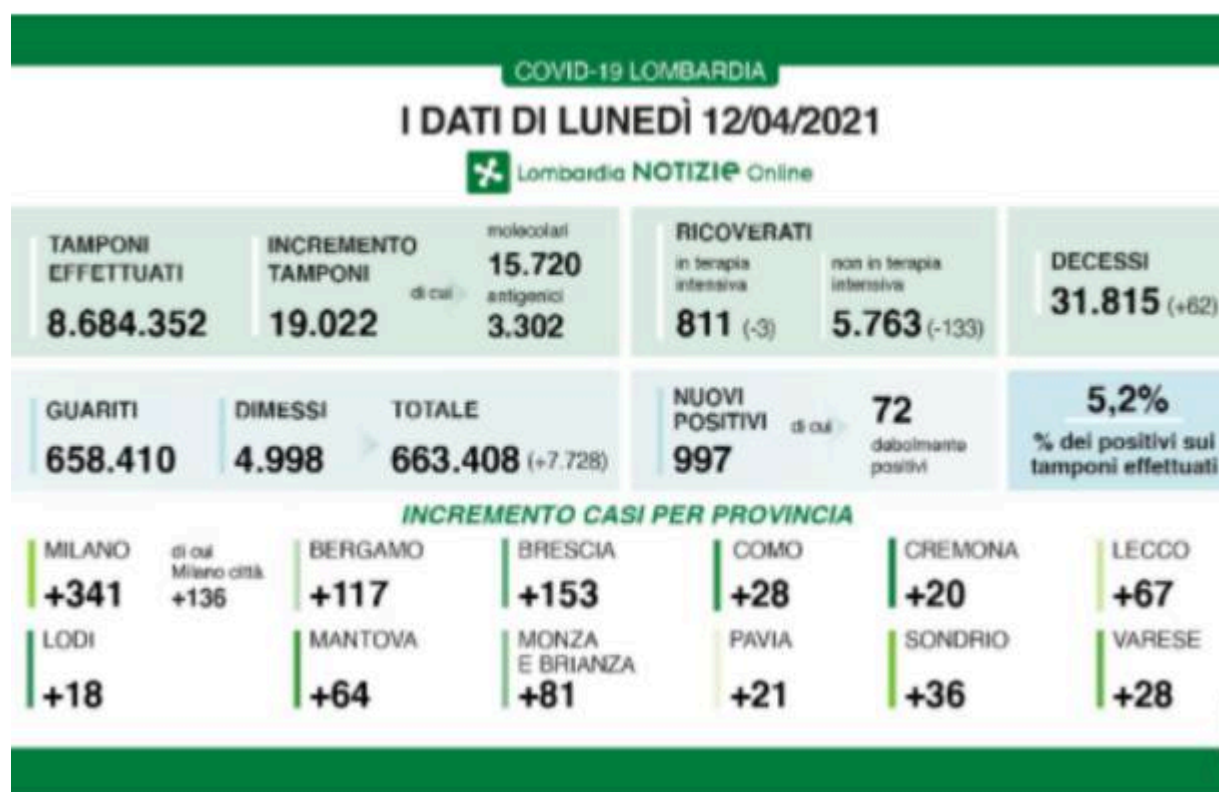 COVID-19 LOMBARDIA
I DATI DI LUNEDÌ 12/04/2021
Lombardia NOTIZIE Online
TAMPONI
EFFETTUATI
8.684.352
INCREMENTO
TAMPONI
19.022
di cui
molecolari
15.720
antigenici
3.302
RICOVERATI
in terapia
intensiva
811 (-3)
non in terapia
intensiva
5.763 (-133)
DECESSI
31.815 (+62)
GUARITI
658.410
DIMESSI
4.998
TOTALE
663.408 (+7.728)
NUOVI
POSITIVI
997
di cui
72
debolmente
positivi
5,2%
% dei positivi sui
tamponi effettuati
INCREMENTO CASI PER PROVINCIA
MILANO
+341
di cui
Milano città
+136
BERGAMO
+117
BRESCIA
+153
COMO
+28
CREMONA
+20
LECCO
+67
LODI
+18
MANTOVA
+64
MONZA
E BRIANZA
+81
PAVIA
+21
SONDRIO
+36
VARESE
+28